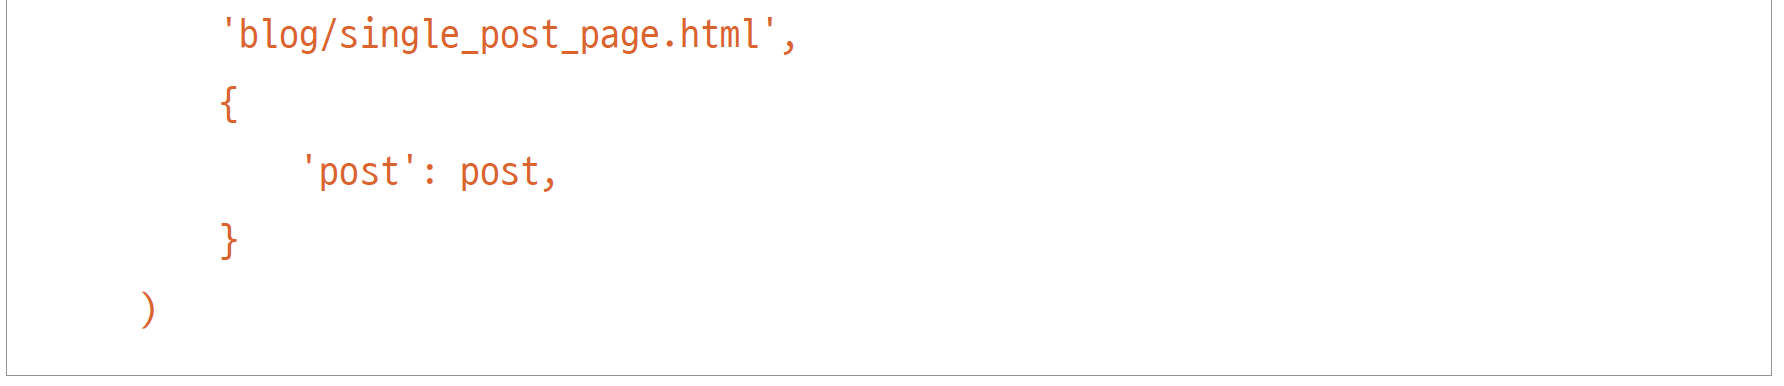 'blog/single_post_page.html',
{
'post': post,
}
)